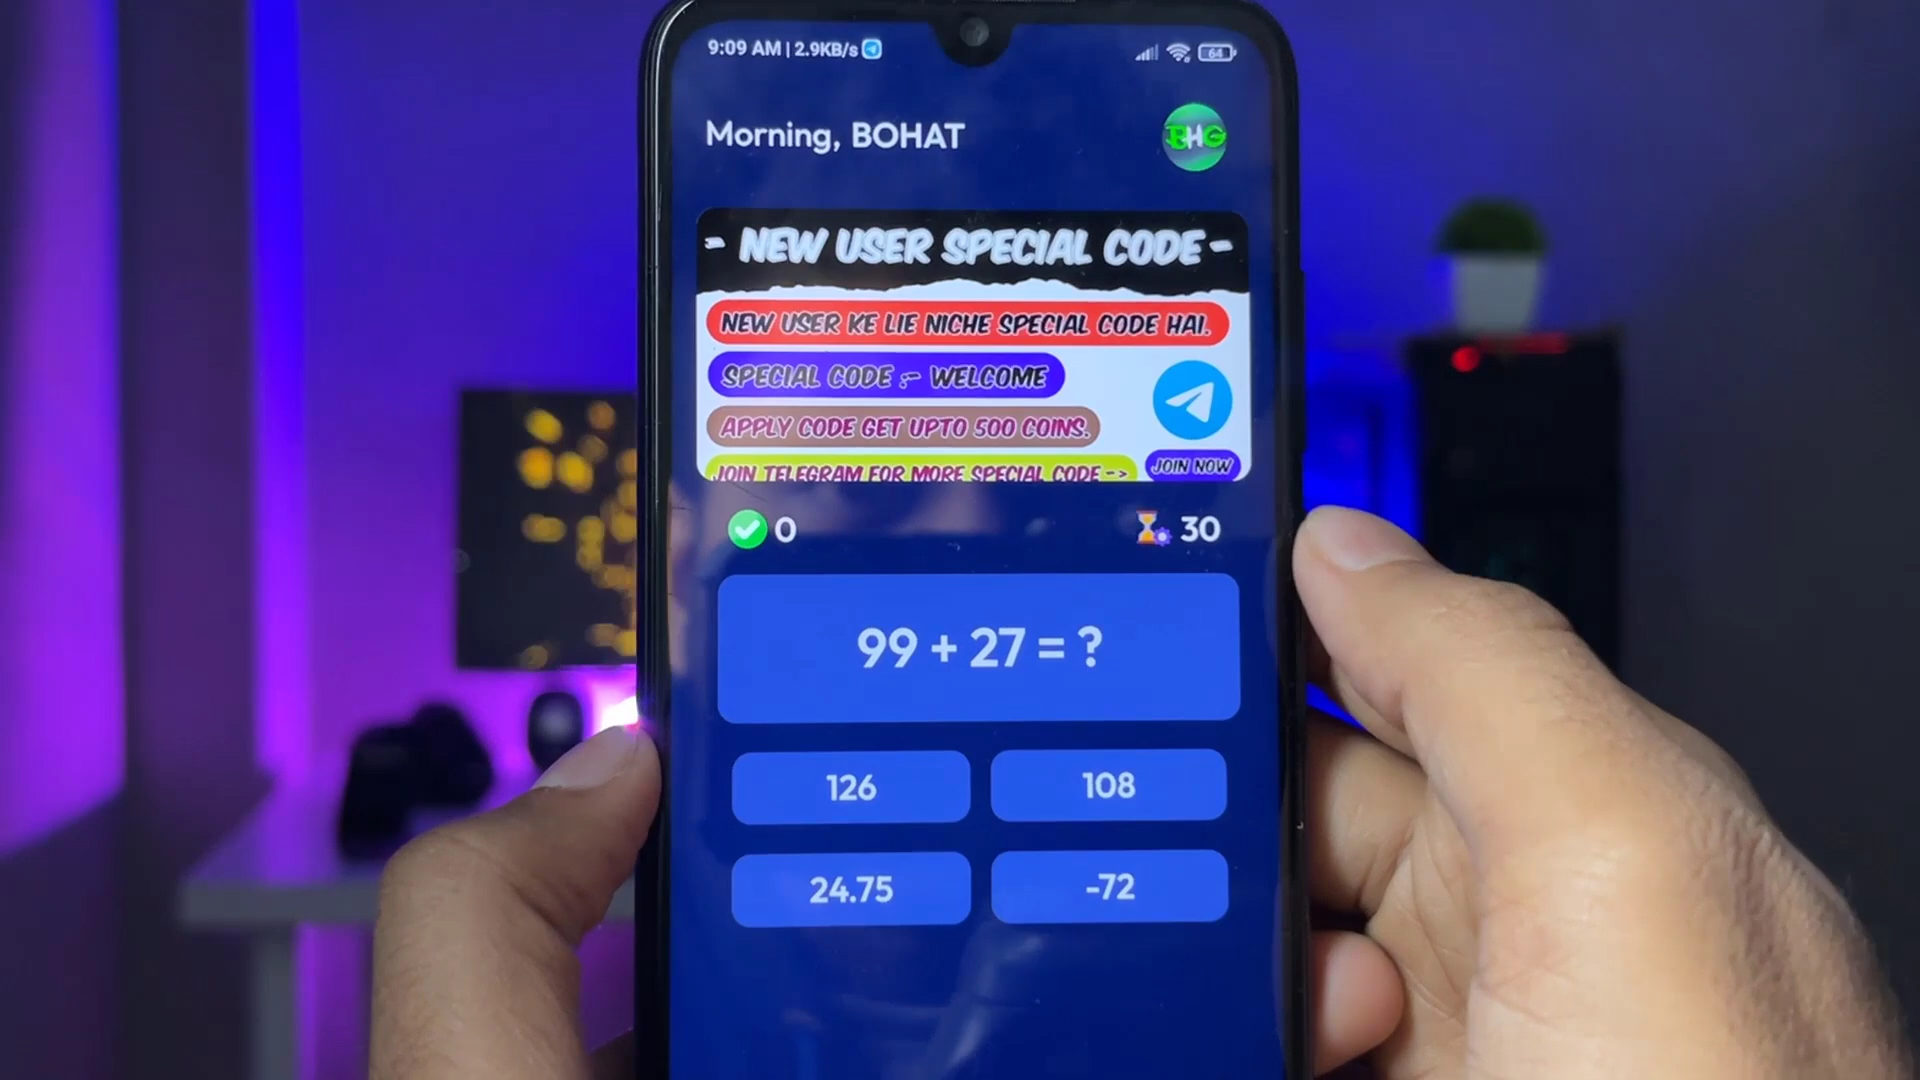 9:09 AM | 2.9KB/s
64
Morning, BOHAT
BHG
- NEW USER SPECIAL CODE -
NEW USER KE LIE NICHE SPECIAL CODE HAI.
SPECIAL CODE :- WELCOME
APPLY CODE GET UPTO 500 COINS.
JOIN TELEGRAM FOR MORE SPECIAL CODE -->
JOIN NOW
0
30
99 + 27 = ?
126
108
24.75
-72